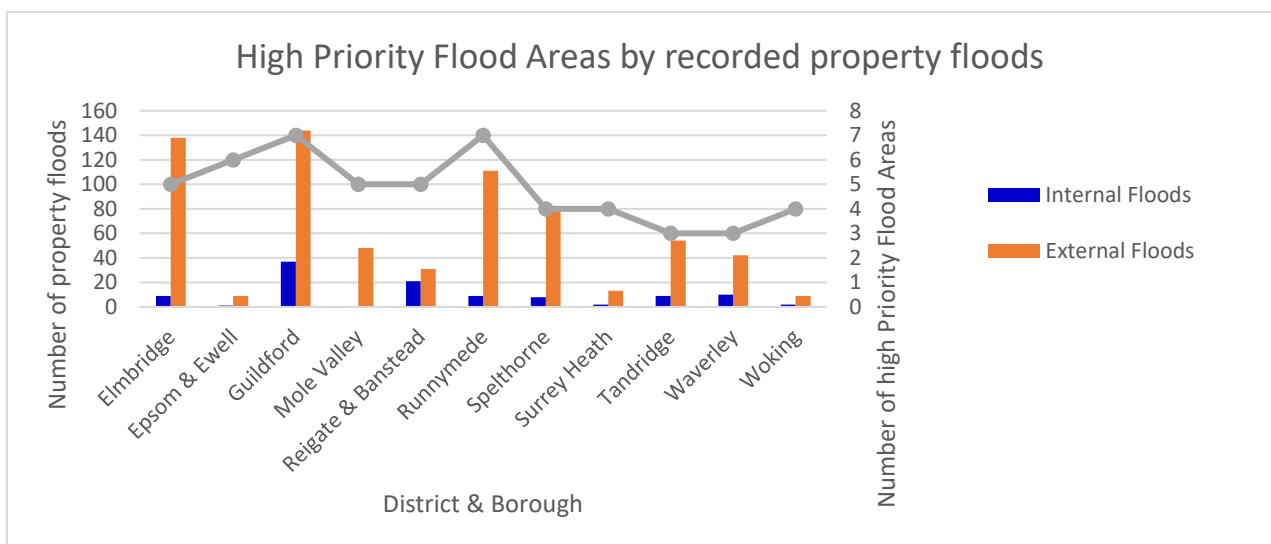 High Priority Flood Areas by recorded property floods
Number of property floods
160
140
120
100
80
60
40
20
0
8
7
6
5
4
3
2
1
0
Number of high Priority Flood Areas
Elmbridge
Epsom & Ewell
Guildford
Mole Valley
Reigate & Banstead
Runnymede
Spelthorne
Surrey Heath
Tandridge
Waverley
Woking
District & Borough
Internal Floods
External Floods